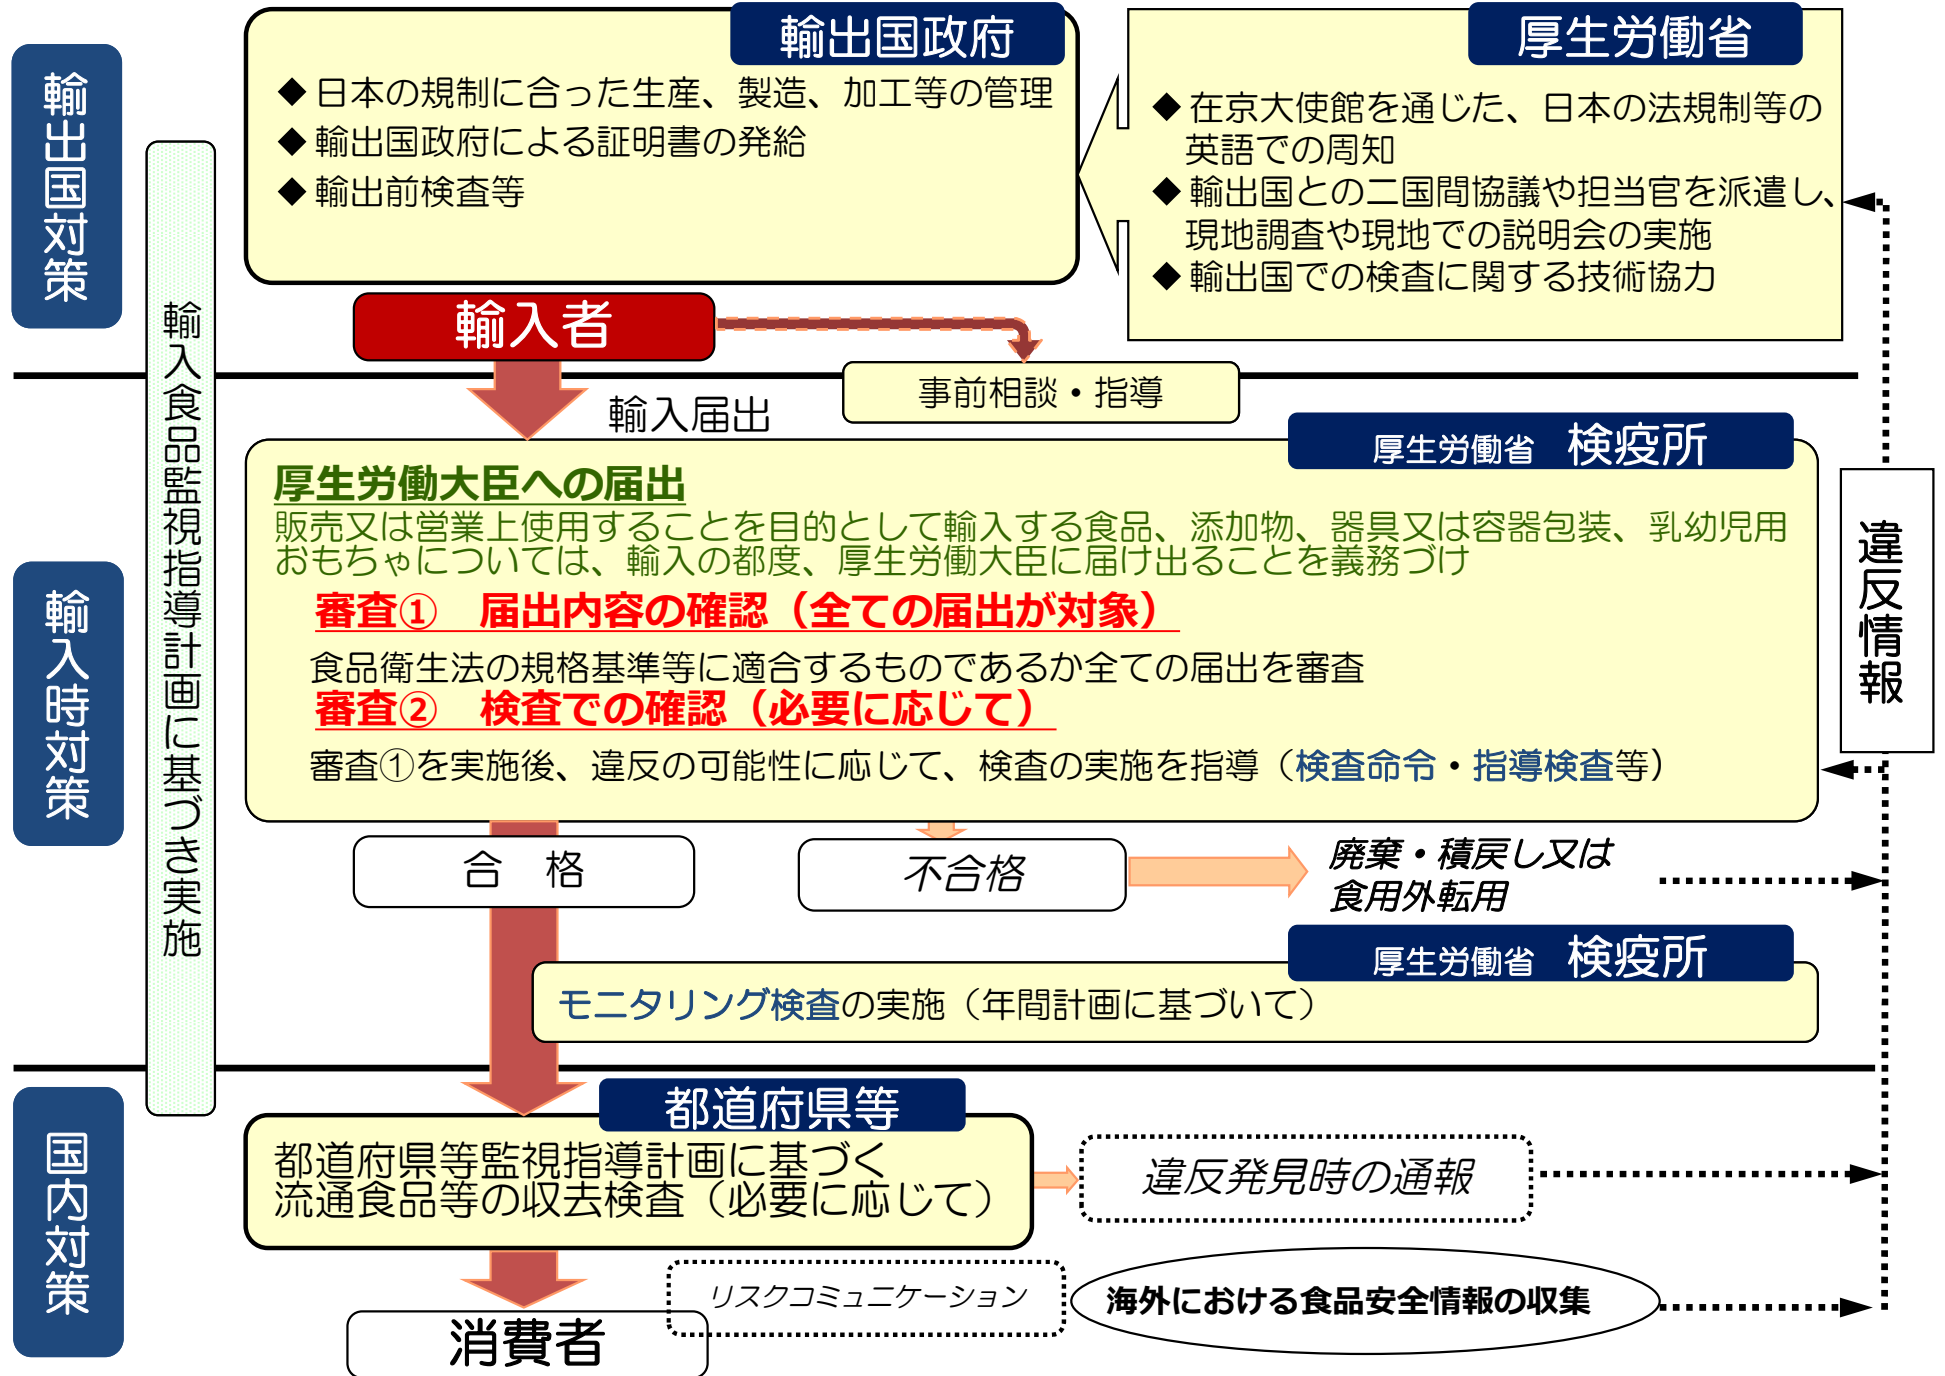 輸出国対策
輸出国政府
◆ 日本の規制に合った生産、製造、加工等の管理
◆ 輸出国政府による証明書の発給
◆ 輸出前検査等
厚生労働省
◆ 在京大使館を通じた、日本の法規制等の
英語での周知
◆ 輸出国との二国間協議や担当官を派遣し、
現地調査や現地での説明会の実施
◆ 輸出国での検査に関する技術協力
輸入食品監視指導計画に基づき実施
輸入者
事前相談・指導
輸入届出
輸入時対策
厚生労働省 検疫所
厚生労働大臣への届出
販売又は営業上使用することを目的として輸入する食品、添加物、器具又は容器包装、乳幼児用
おもちゃについては、輸入の都度、厚生労働大臣に届け出ることを義務づけ
審査① 届出内容の確認（全ての届出が対象）
食品衛生法の規格基準等に適合するものであるか全ての届出を審査
審査② 検査での確認（必要に応じて）
審査①を実施後、違反の可能性に応じて、検査の実施を指導（検査命令・指導検査等）
違反情報
合 格
不合格
廃棄・積戻し又は
食用外転用
厚生労働省 検疫所
モニタリング検査の実施（年間計画に基づいて）
国内対策
都道府県等
都道府県等監視指導計画に基づく
流通食品等の収去検査（必要に応じて）
違反発見時の通報
リスクコミュニケーション
海外における食品安全情報の収集
消費者